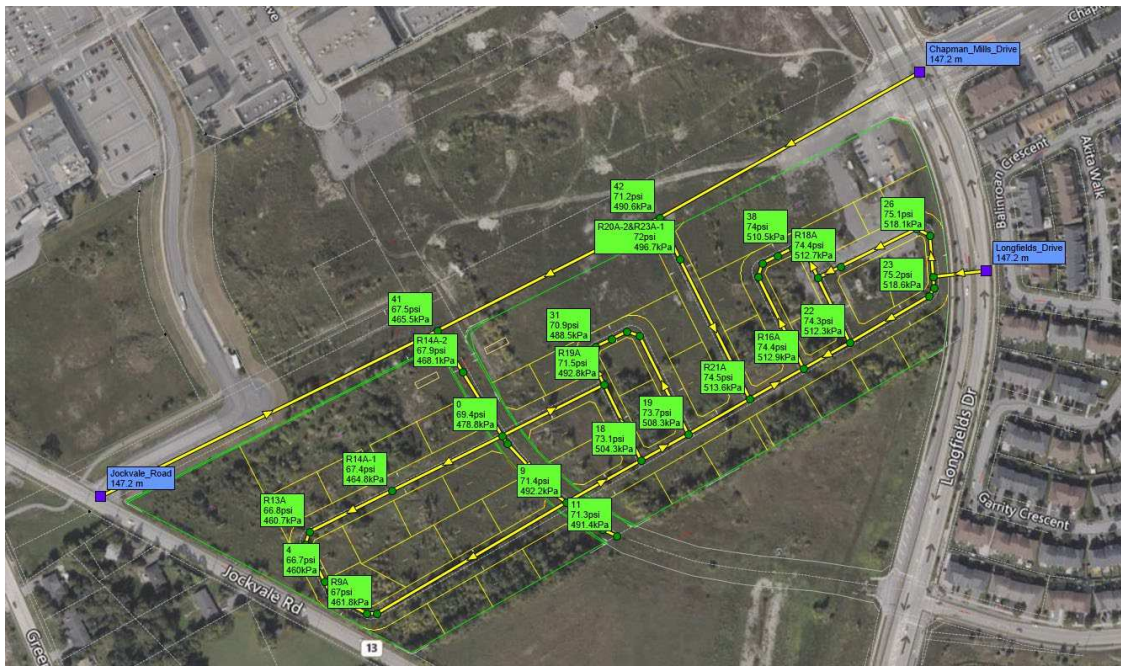 Chap
Chapman_Mills_Drive
147.2 m
Balinroan Crescent
Akita Walk
42
71.2psi
490.6kPa
R20A-2&R23A-1
72psi
496.7kPa
38
74psi
510.5kPa
R18A
74.4psi
512.7kPa
26
75.1psi
518.1kPa
Longfields_Drive
147.2 m
23
75.2psi
518.6kPa
41
67.5psi
465.5kPa
R14A-2
67.9psi
468.1kPa
31
70.9psi
488.5kPa
R19A
71.5psi
492.8kPa
22
74.3psi
512.3kPa
R16A
74.4psi
512.9kPa
R21A
74.5psi
513.6kPa
0
69.4psi
478.8kPa
19
73.7psi
508.3kPa
18
73.1psi
504.3kPa
Longfields Dr
Jockvale_Road
147.2 m
R14A-1
67.4psi
464.8kPa
9
71.4psi
492.2kPa
R13A
66.8psi
460.7kPa
11
71.3psi
491.4kPa
Garrity Crescent
4
66.7psi
460kPa
R9A
67psi
461.8kPa
Jockvale Rd
13
Green